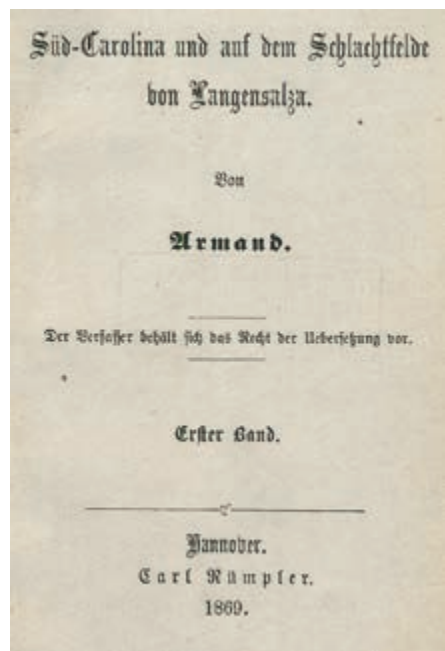 Süd-Carolina und auf dem Schlachtfelde
von Langensalza.
Von
Armand.
Der Verfasser behält sich das Recht der Uebersetzung vor.
Erster Band.
Hannover.
Carl Rümpler.
1869.